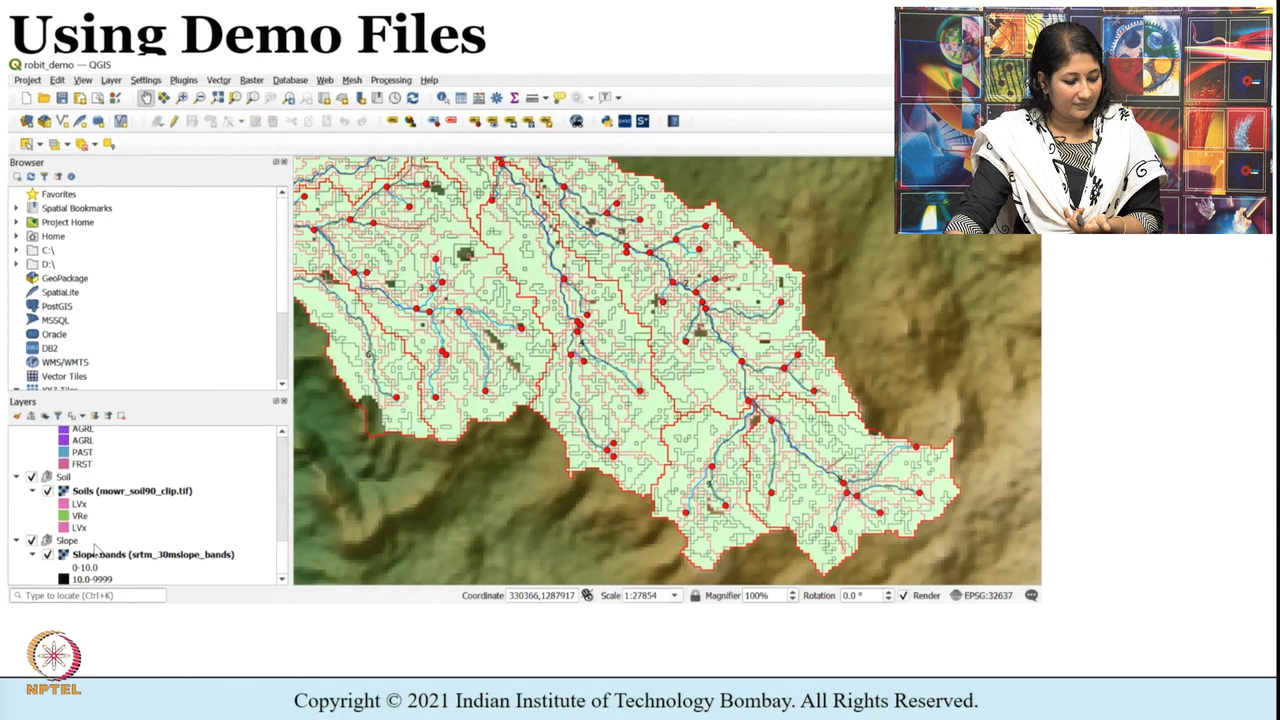 Using Demo Files
robit_demo — QGIS
Project Edit View Layer Settings Plugins Vector Raster Database Web Mesh Processing Help
Browser
Favorites
Spatial Bookmarks
Project Home
Home
C:\
D:\
GeoPackage
SpatiaLite
PostGIS
MSSQL
Oracle
DB2
WMS/WMTS
Vector Tiles
Layers
AGRL
AGRL
PAST
FRST
Soil
Soils (mowr_soil90_clip.tif)
LVx
VRe
LVx
Slope
Slope bands (srtm_30mslope_bands)
0-10.0
10.0-9999
Type to locate (Ctrl+K)
Coordinate 330366,1287917 Scale 1:27854 Magnifier 100% Rotation 0.0 ° Render EPSG:32637
NPTEL
Copyright © 2021 Indian Institute of Technology Bombay. All Rights Reserved.